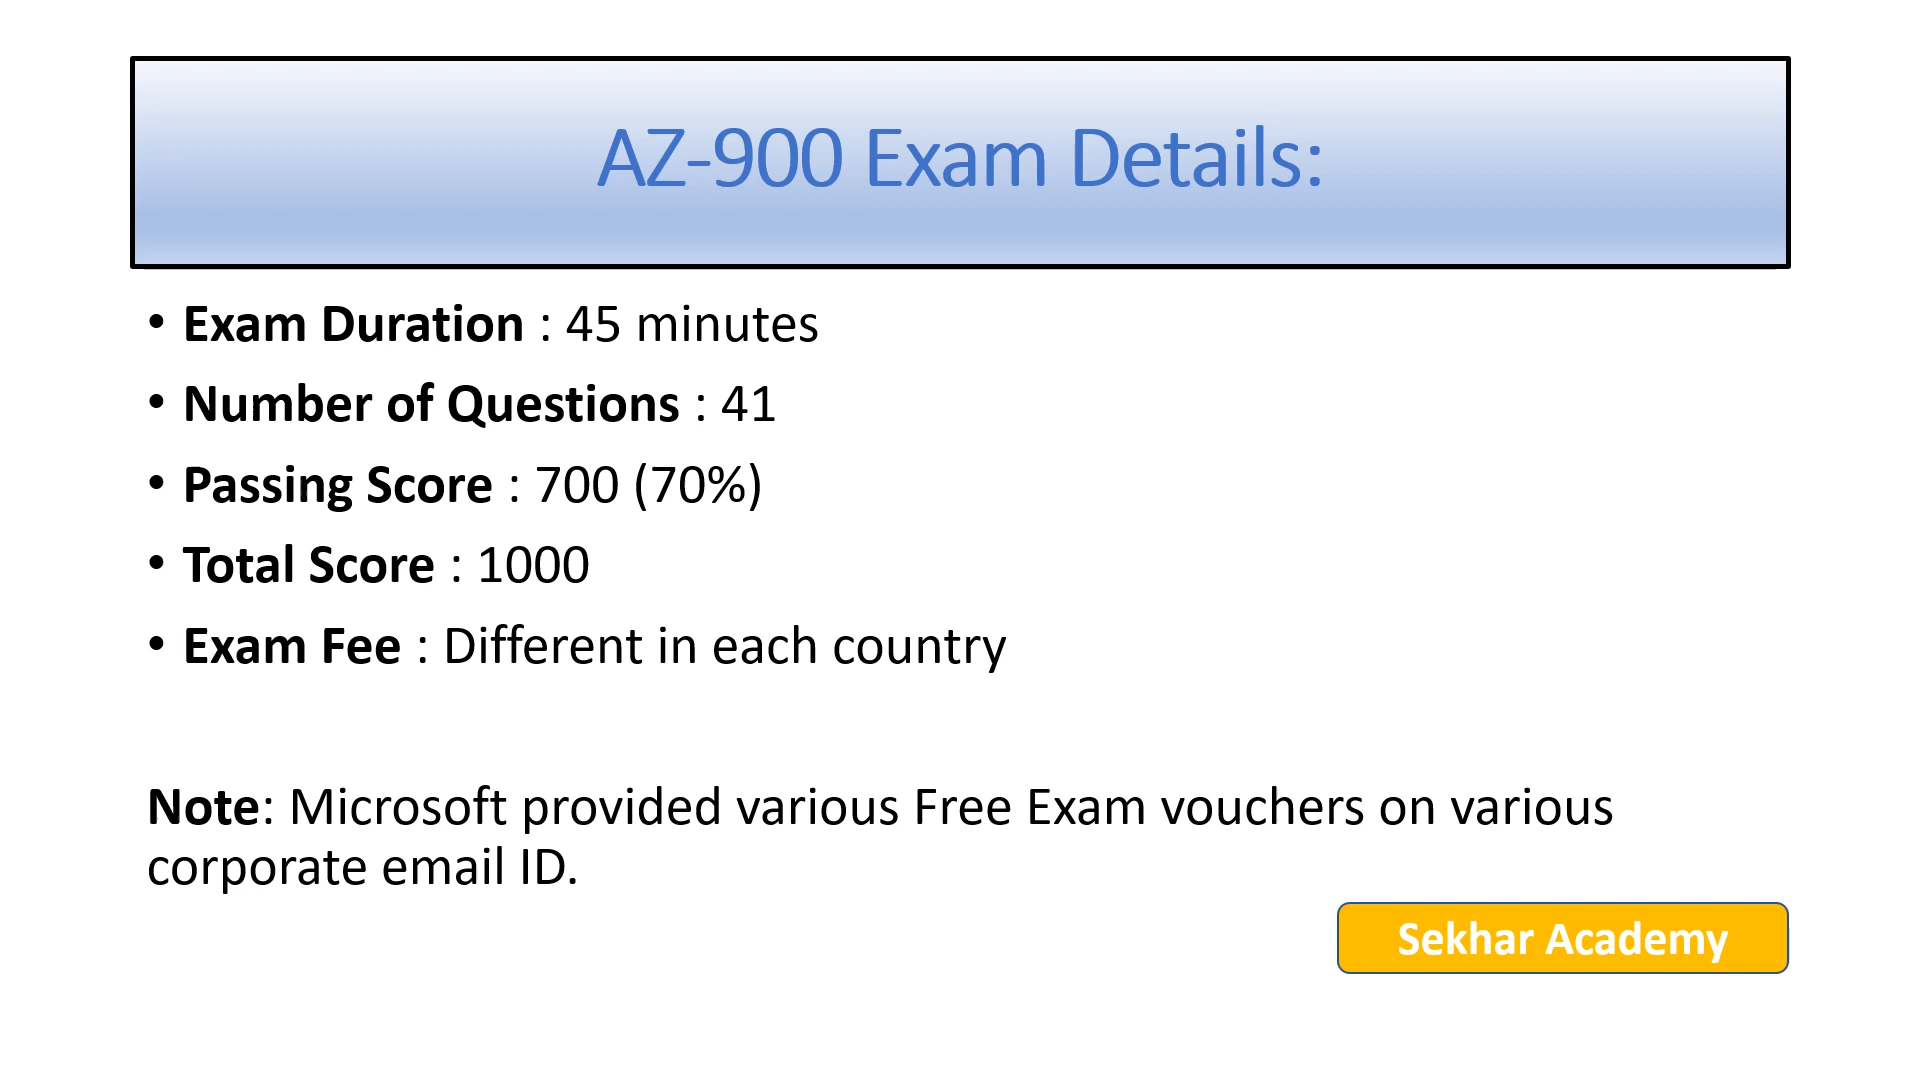 AZ-900 Exam Details:
• Exam Duration : 45 minutes
• Number of Questions : 41
• Passing Score : 700 (70%)
• Total Score : 1000
• Exam Fee : Different in each country
Note: Microsoft provided various Free Exam vouchers on various
corporate email ID.
Sekhar Academy